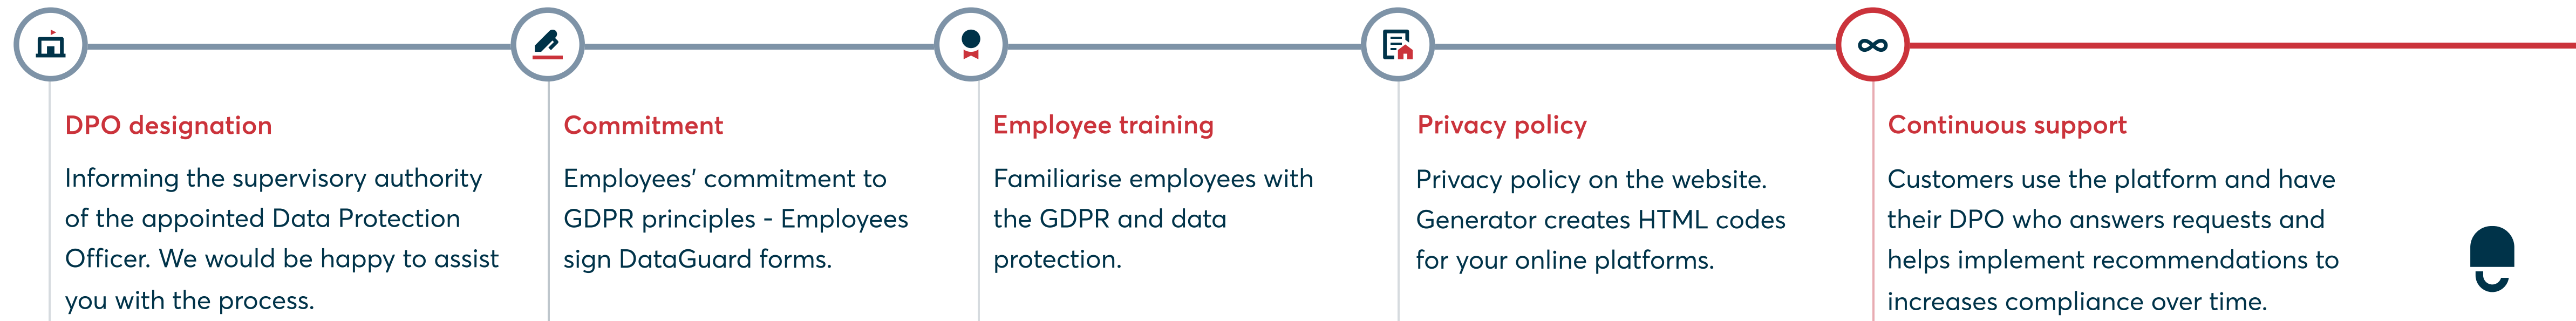 DPO designation
Informing the supervisory authority
of the appointed Data Protection
Officer. We would be happy to assist
you with the process.
Commitment
Employees' commitment to
GDPR principles - Employees
sign DataGuard forms.
Employee training
Familiarise employees with
the GDPR and data
protection.
Privacy policy
Privacy policy on the website.
Generator creates HTML codes
for your online platforms.
Continuous support
Customers use the platform and have
their DPO who answers requests and
helps implement recommendations to
increases compliance over time.